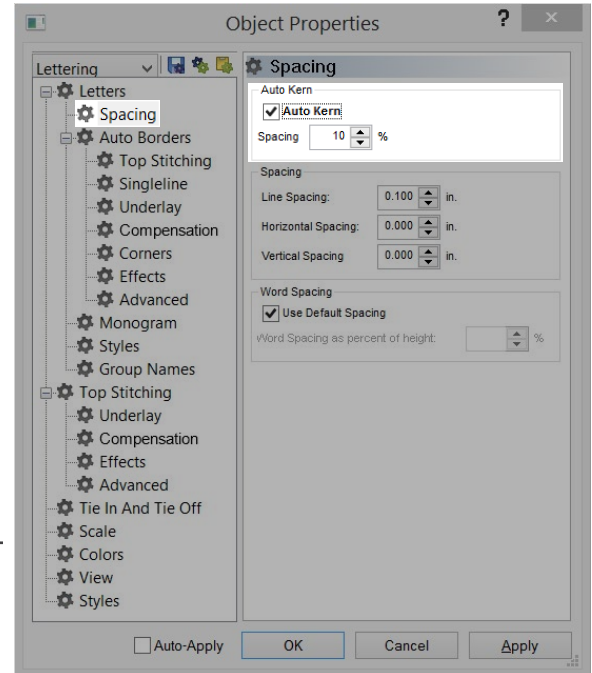 Object Properties
?
Lettering
Letters
Spacing
Auto Borders
Top Stitching
Singleline
Underlay
Compensation
Corners
Effects
Advanced
Monogram
Styles
Group Names
Top Stitching
Underlay
Compensation
Effects
Advanced
Tie In And Tie Off
Scale
Colors
View
Styles
Spacing
Auto Kern
Auto Kern
Spacing 10 %
Spacing
Line Spacing: 0.100 in.
Horizontal Spacing: 0.000 in.
Vertical Spacing 0.000 in.
Word Spacing
Use Default Spacing
Word Spacing as percent of height: %
Auto-Apply OK Cancel Apply